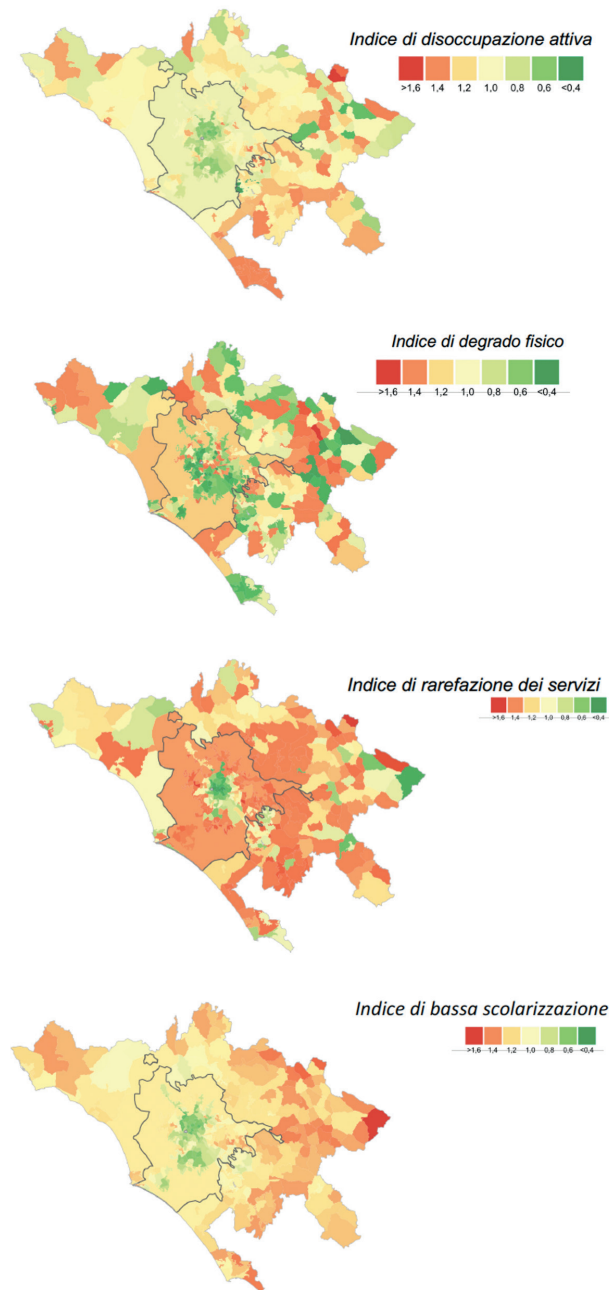 Indice di disoccupazione attiva
>1,6 1,4 1,2 1,0 0,8 0,6 <0,4
Indice di degrado fisico
>1,6 1,4 1,2 1,0 0,8 0,6 <0,4
Indice di rarefazione dei servizi
>1,6 1,4 1,2 1,0 0,8 0,6 <0,4
Indice di bassa scolarizzazione
>1,6 1,4 1,2 1,0 0,8 0,6 <0,4